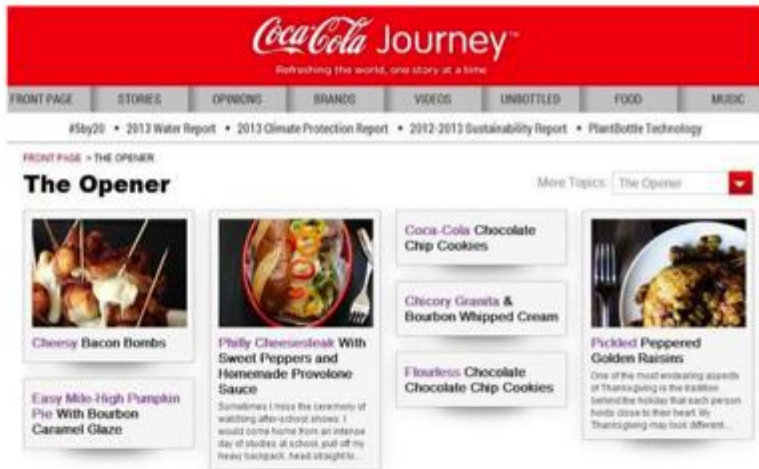 Coca-Cola Journey™
Refreshing the world, one story at a time
FRONT PAGE STORIES OPINIONS BRANDS VIDEOS UNBOTTLED FOOD MUSIC
#5by20 • 2013 Water Report • 2013 Climate Protection Report • 2012-2013 Sustainability Report • PlantBottle Technology
FRONT PAGE > THE OPENER
The Opener
More Topics: The Opener
Cheesy Bacon Bombs
Easy Mile-High Pumpkin
Pie With Bourbon
Caramel Glaze
Philly Cheesesteak With
Sweet Peppers and
Homemade Provolone
Sauce
Sometimes I miss the ceremony of
watching after-school shows. I
would come home from an intense
day of studies at school, pull off my
heavy backpack, head straight to...
Coca-Cola Chocolate
Chip Cookies
Chicory Granita &
Bourbon Whipped Cream
Flourless Chocolate
Chocolate Chip Cookies
Pickled Peppered
Golden Raisins
One of the most endearing aspects
of Thanksgiving is the tradition
behind the holiday that each person
holds close to their heart. My
Thanksgiving may look different...